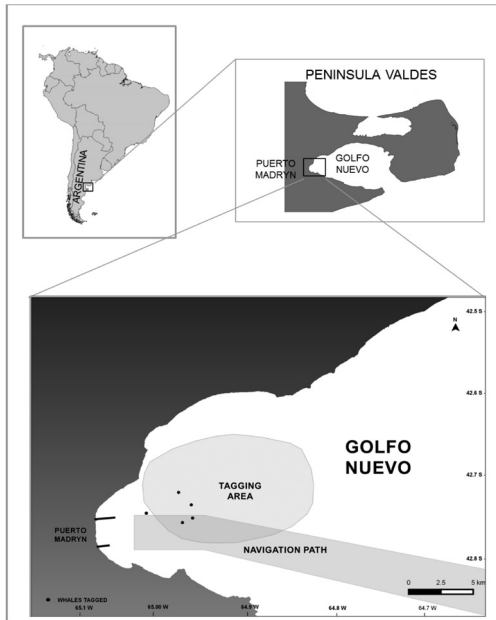 ARGENTINA
PENINSULA VALDES
PUERTO
MADRYN
GOLFO
NUEVO
N
42.5 S
42.6 S
42.7 S
42.8 S
GOLFO
NUEVO
TAGGING
AREA
PUERTO
MADRYN
NAVIGATION PATH
0 2.5 5
km
WHALES TAGGED
65.1 W
65.00 W
64.9 W
64.8 W
64.7 W